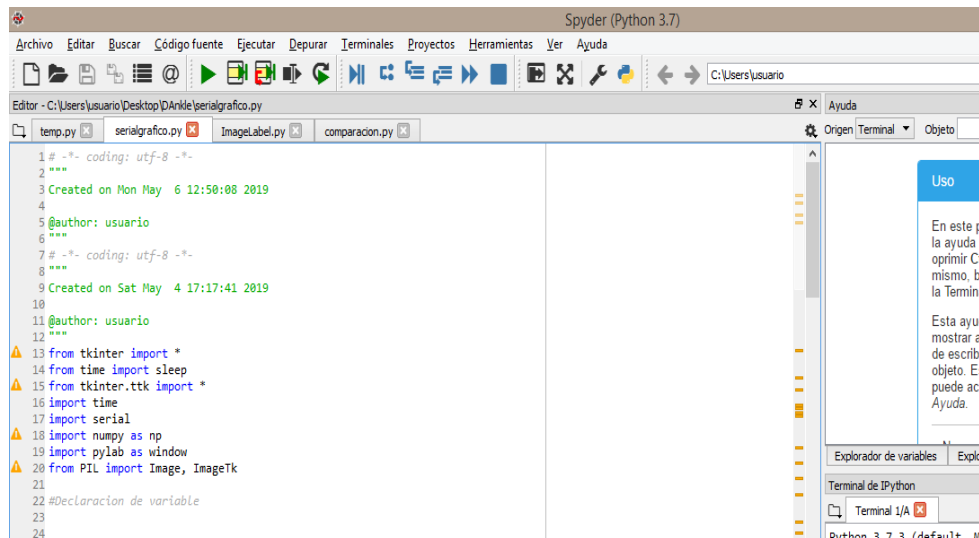 Spyder (Python 3.7)
Archivo Editar Buscar Código fuente Ejecutar Depurar Terminales Proyectos Herramientas Ver Ayuda
C:\Users\usuario
Editor - C:\Users\usuario\Desktop\DAnkle\serialgrafico.py
temp.py serialgrafico.py ImageLabel.py comparacion.py
1 # -*- coding: utf-8 -*-
2 """
3 Created on Mon May  6 12:50:08 2019
4
5 @author: usuario
6 """
7 # -*- coding: utf-8 -*-
8 """
9 Created on Sat May  4 17:17:41 2019
10
11 @author: usuario
12 """
13 from tkinter import *
14 from time import sleep
15 from tkinter.ttk import *
16 import time
17 import serial
18 import numpy as np
19 import pylab as window
20 from PIL import Image, ImageTk
21
22 #Declaracion de variable
23
24
Ayuda
Origen Terminal Objeto
Uso
En este
la ayuda
oprimir
mismo,
la
Esta
mostrar
de
objeto.
puede
Ayuda.
Explorador de variables
Terminal de IPython
Terminal 1/A
Python 3.7.3 (default,